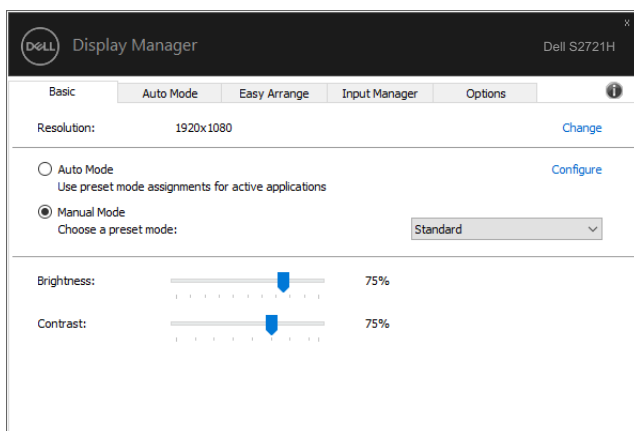 x
DELL Display Manager Dell S2721H
Basic Auto Mode Easy Arrange Input Manager Options i
Resolution: 1920x1080 Change
Auto Mode Configure
Use preset mode assignments for active applications
Manual Mode
Choose a preset mode: Standard
Brightness: 75%
Contrast: 75%